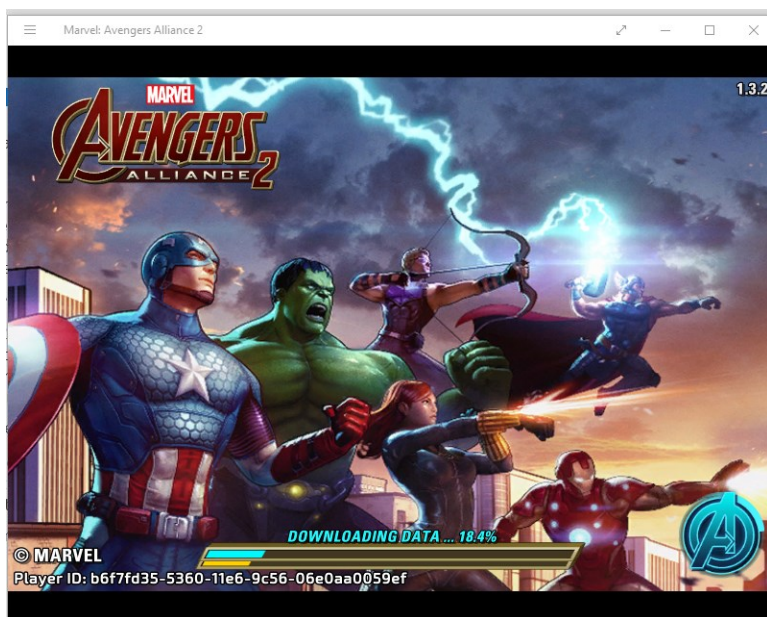 Marvel: Avengers Alliance 2
1.3.2
MARVEL
AVENGERS
ALLIANCE 2
DOWNLOADING DATA ... 18.4%
© MARVEL
Player ID: b6f7fd35-5360-11e6-9c56-06e0aa0059ef